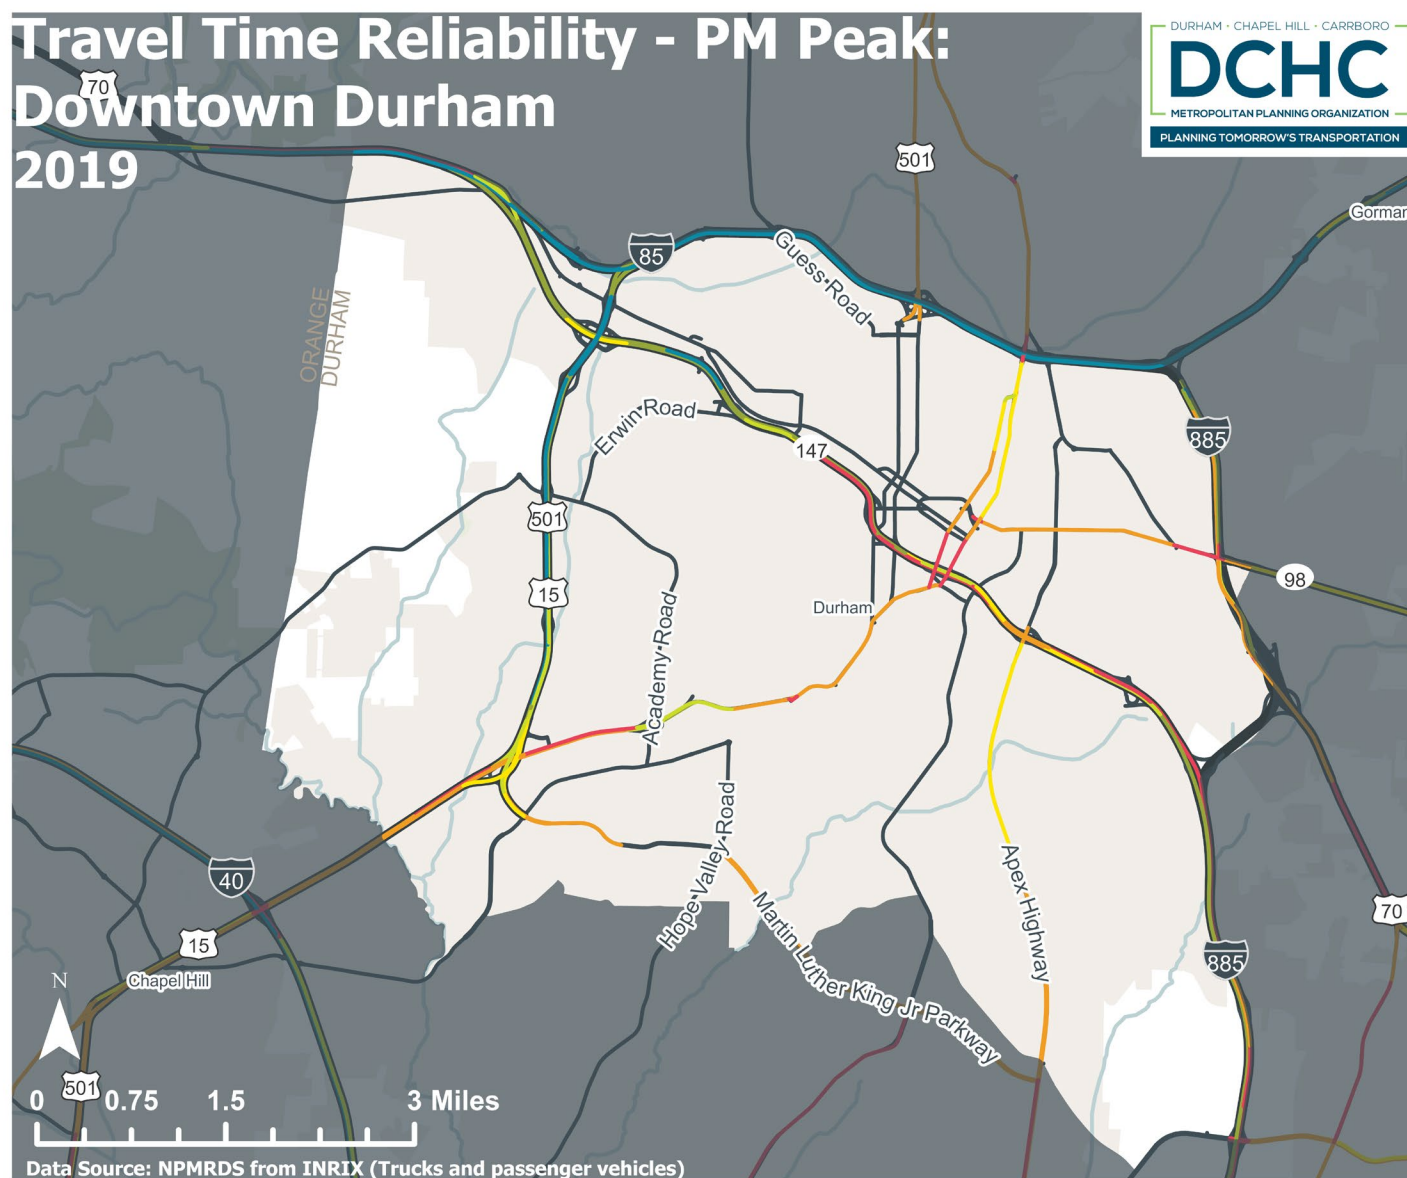 Travel Time Reliability - PM Peak:
Downtown Durham
2019
DURHAM · CHAPEL HILL · CARRBORO
DCHC
METROPOLITAN PLANNING ORGANIZATION
PLANNING TOMORROW'S TRANSPORTATION
70
501
Gorman
85
Guess Road
ORANGE
DURHAM
Erwin Road
147
885
501
15
98
Durham
Academy Road
Hope Valley Road
Apex Highway
Martin Luther King Jr Parkway
40
15
70
885
Chapel Hill
N
501
0 0.75 1.5 3 Miles
Data Source: NPMRDS from INRIX (Trucks and passenger vehicles)